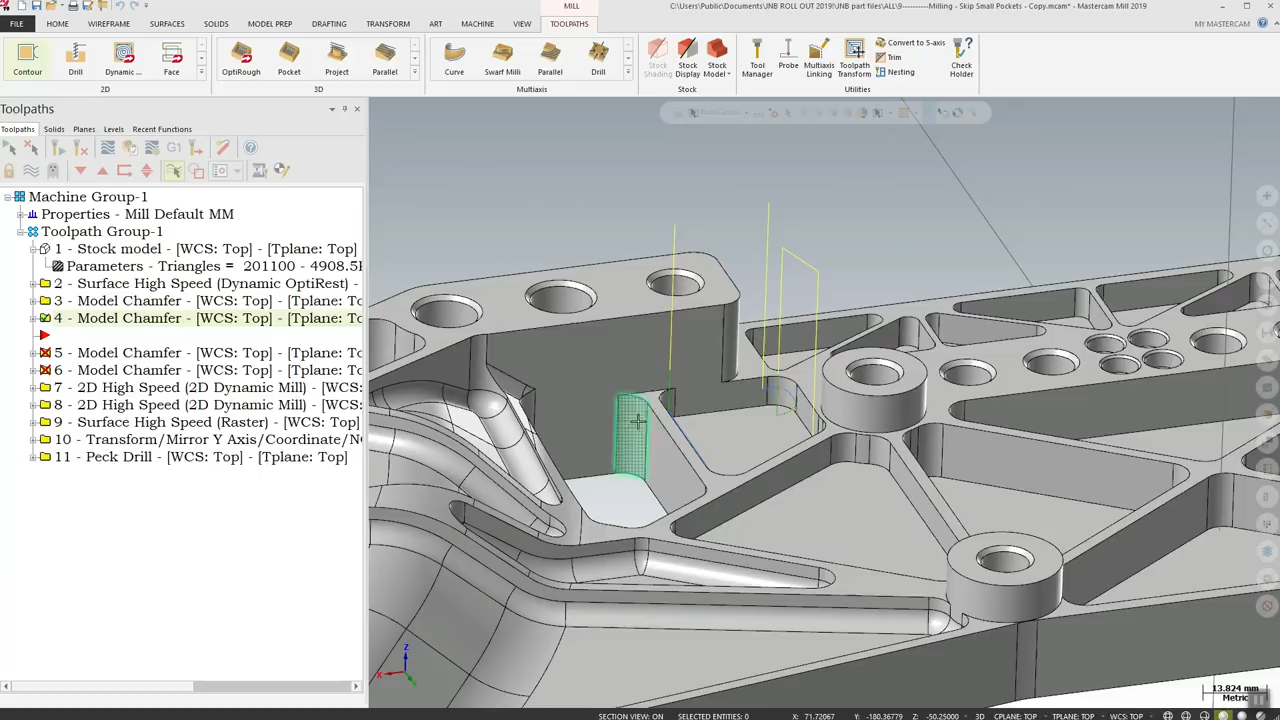 MILL
C:\Users\Public\Documents\JNB ROLL OUT 2019!\JNB part files\ALL\9----------Milling - Skip Small Pockets - Copy.mcam* - Mastercam Mill 2019
FILE HOME WIREFRAME SURFACES SOLIDS MODEL PREP DRAFTING TRANSFORM ART MACHINE VIEW TOOLPATHS MY MASTERCAM
Contour Drill Dynamic ... Face
2D
OptiRough Pocket Project Parallel
3D
Curve Swarf Mill Parallel Drill
Multiaxis
Stock Shading Stock Display Stock Model
Stock
Tool Manager Probe Multiaxis Linking Toolpath Transform Convert to 5-axis Trim Nesting Check Holder
Utilities
Toolpaths
Toolpaths Solids Planes Levels Recent Functions
G1
Machine Group-1
Properties - Mill Default MM
Toolpath Group-1
1 - Stock model - [WCS: Top] - [Tplane: Top]
Parameters - Triangles = 201100 - 4908.5
2 - Surface High Speed (Dynamic OptiRest) - [WCS:
3 - Model Chamfer - [WCS: Top] - [Tplane: To
4 - Model Chamfer - [WCS: Top] - [Tplane: To
5 - Model Chamfer - [WCS: Top] - [Tplane: To
6 - Model Chamfer - [WCS: Top] - [Tplane: To
7 - 2D High Speed (2D Dynamic Mill) - [WCS:
8 - 2D High Speed (2D Dynamic Mill) - [WCS:
9 - Surface High Speed (Raster) - [WCS: Top]
10 - Transform/Mirror Y Axis/Coordinate/NC
11 - Peck Drill - [WCS: Top] - [Tplane: Top]
Z
X
13.824 mm
Metric
SECTION VIEW: ON SELECTED ENTITIES: 0 X: 71.72067 Y: -180.36779 Z: -50.25000 3D CPLANE: TOP TPLANE: TOP WCS: TOP